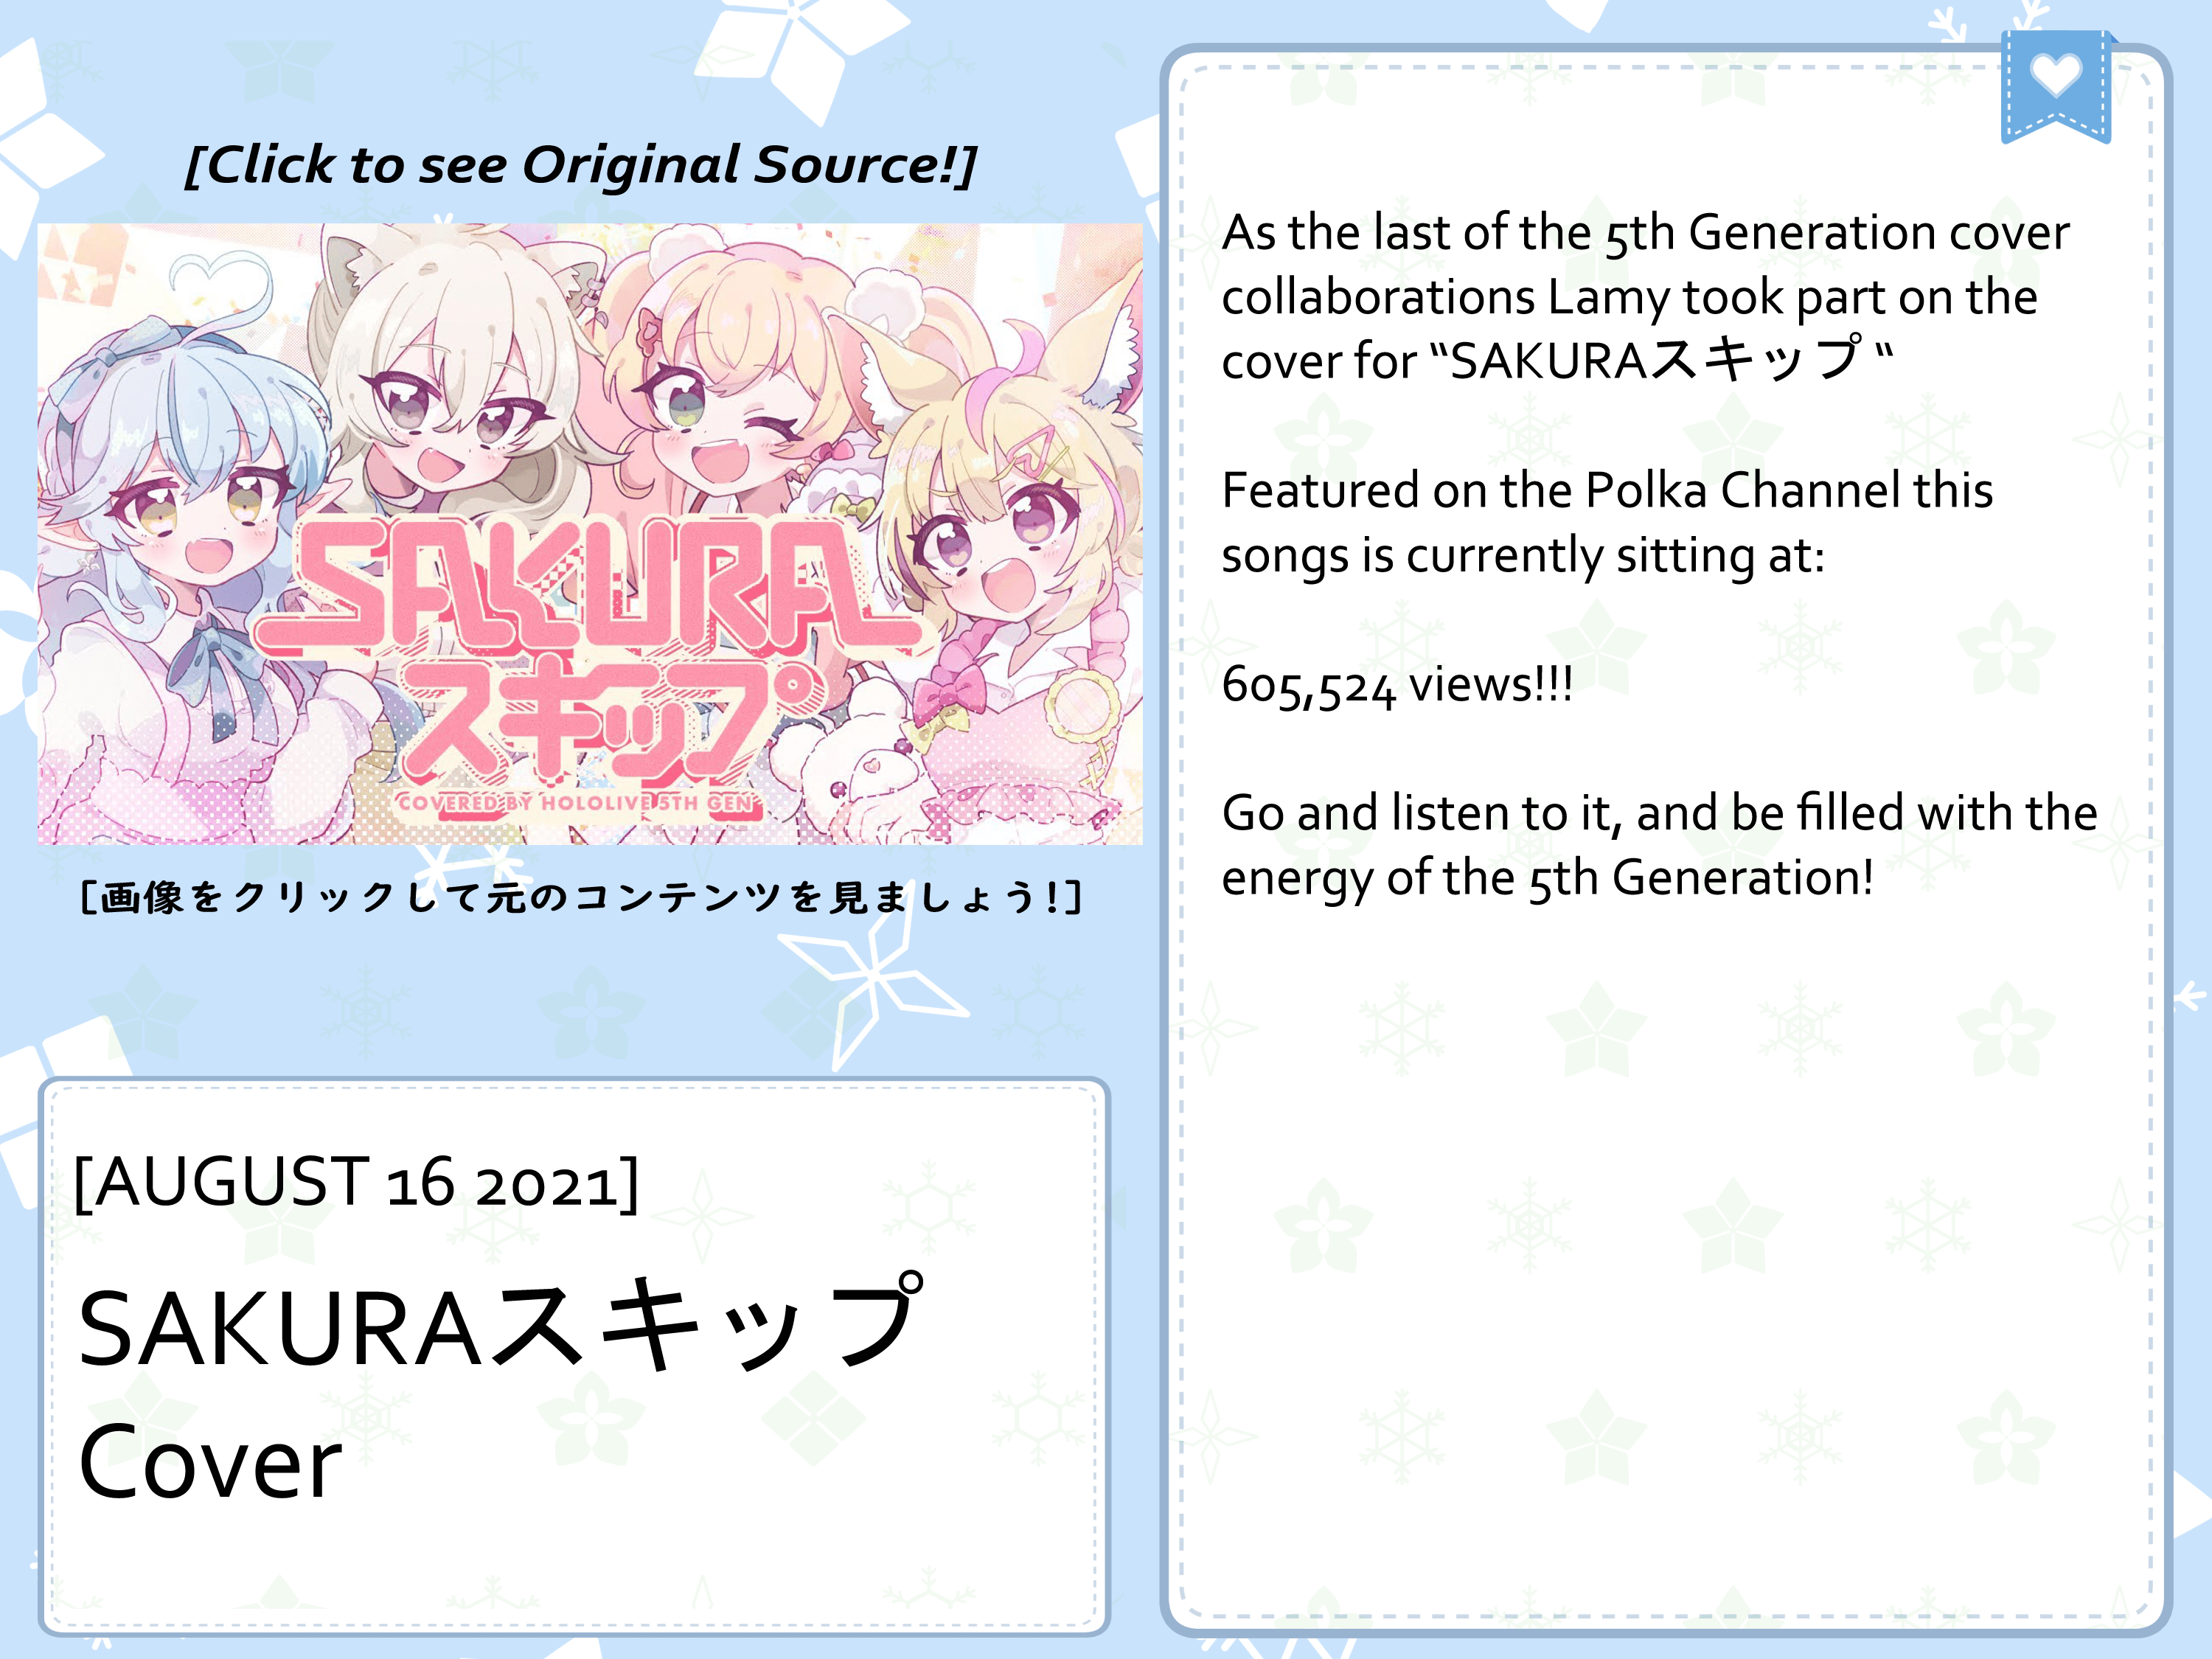 [Click to see Original Source!]
SAKURA
スキップ
COVERED BY HOLOLIVE 5TH GEN
[画像をクリックして元のコンテンツを見ましょう!]
[AUGUST 16 2021]
SAKURAスキップ
Cover
As the last of the 5th Generation cover
collaborations Lamy took part on the
cover for “SAKURAスキップ “
Featured on the Polka Channel this
songs is currently sitting at:
605,524 views!!!
Go and listen to it, and be filled with the
energy of the 5th Generation!